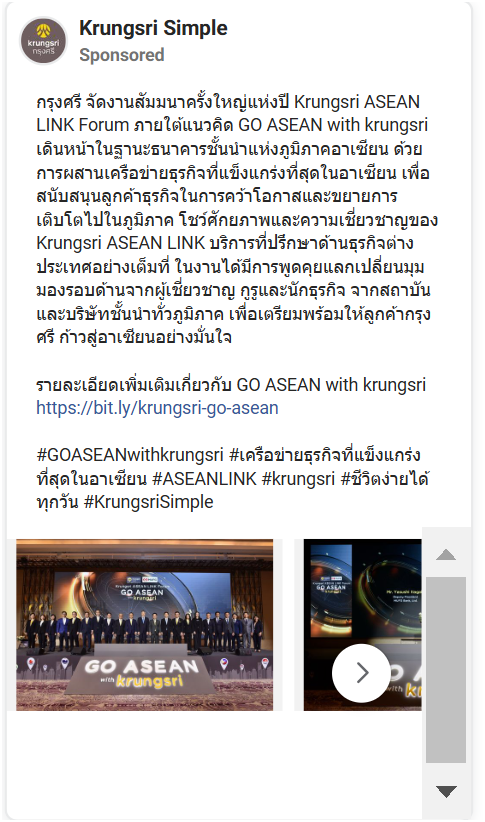 krungsri
กรุงศรี
Krungsri Simple
Sponsored
กรุงศรี จัดงานสัมมนาครั้งใหญ่แห่งปี Krungsri ASEAN
LINK Forum ภายใต้แนวคิด GO ASEAN with krungsri
เดินหน้าในฐานะธนาคารชั้นนำแห่งภูมิภาคอาเซียน ด้วย
การผสานเครือข่ายธุรกิจที่แข็งแกร่งที่สุดในอาเซียน เพื่อ
สนับสนุนลูกค้าธุรกิจในการคว้าโอกาสและขยายการ
เติบโตไปในภูมิภาค โชว์ศักยภาพและความเชี่ยวชาญของ
Krungsri ASEAN LINK บริการที่ปรึกษาด้านธุรกิจต่าง
ประเทศอย่างเต็มที่ ในงานได้มีการพูดคุยแลกเปลี่ยนมุม
มองรอบด้านจากผู้เชี่ยวชาญ กูรูและนักธุรกิจ จากสถาบัน
และบริษัทชั้นนำทั่วภูมิภาค เพื่อเตรียมพร้อมให้ลูกค้ากรุง
ศรี ก้าวสู่อาเซียนอย่างมั่นใจ
รายละเอียดเพิ่มเติมเกี่ยวกับ GO ASEAN with krungsri
https://bit.ly/krungsri-go-asean
#GOASEANwithkrungsri #เครือข่ายธุรกิจที่แข็งแกร่ง
ที่สุดในอาเซียน #ASEANLINK #krungsri #ชีวิตง่ายได้
ทุกวัน #KrungsriSimple
Krungsri ASEAN LINK Forum
GO ASEAN
with krungsri
GO ASEAN
with krungsri